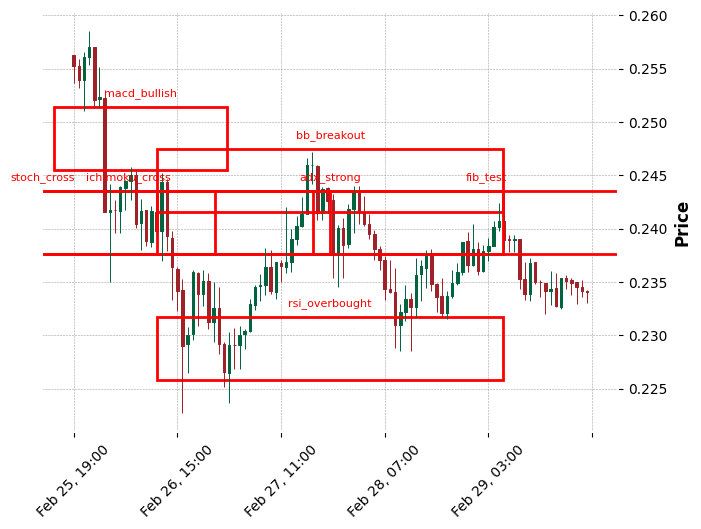 0.260
0.255
macd_bullish
0.250
bb_breakout
0.245
stoch_cross
ichimoku_cross
adx_strong
fib_test
0.240
Price
0.235
rsi_overbought
0.230
0.225
Feb 25, 19:00
Feb 26, 15:00
Feb 27, 11:00
Feb 28, 07:00
Feb 29, 03:00